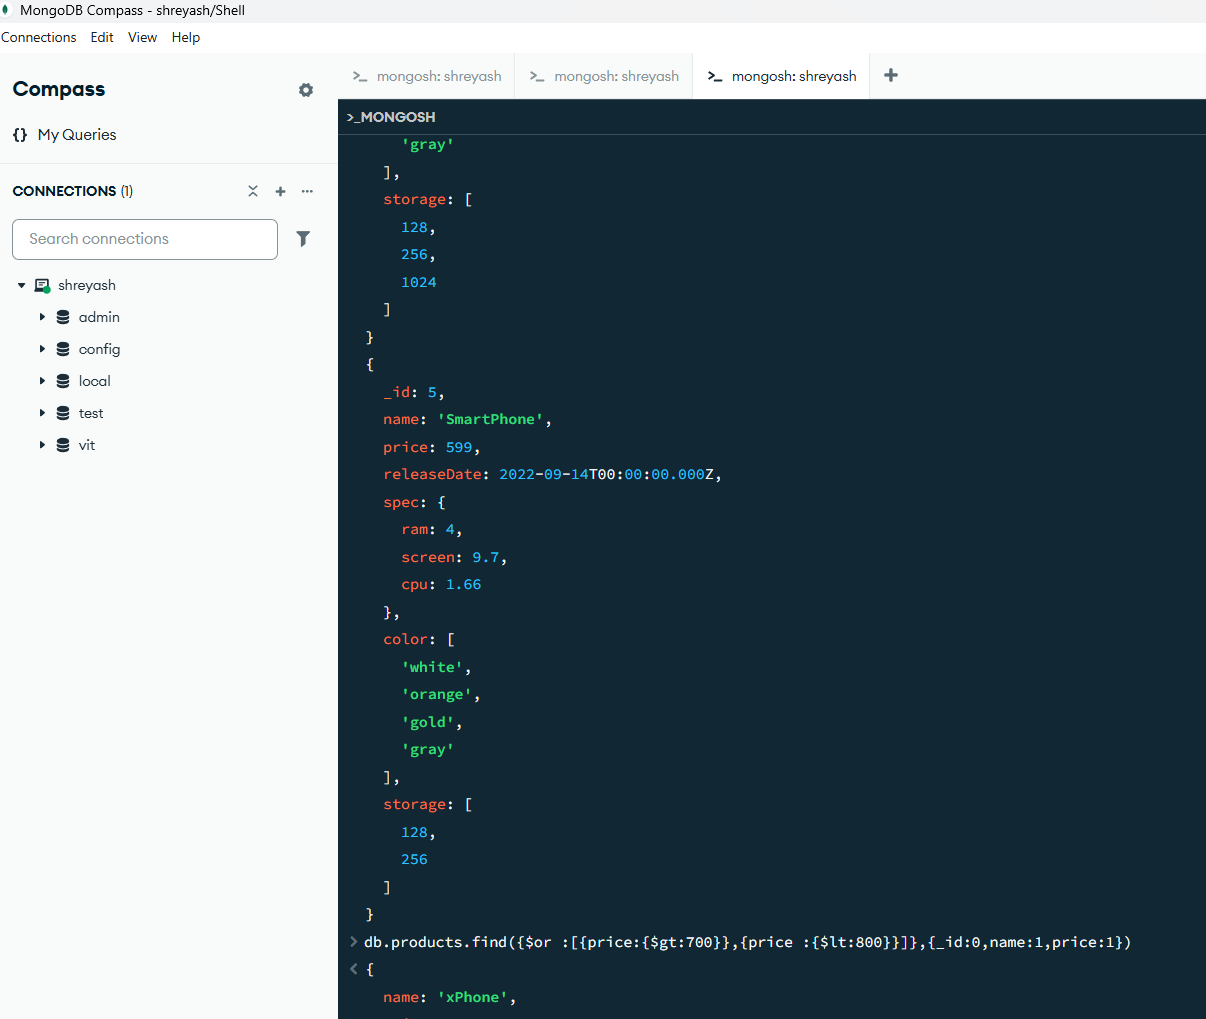 MongoDB Compass - shreyash/Shell
Connections Edit View Help
Compass
{} My Queries
CONNECTIONS (1)
Search connections
shreyash
admin
config
local
test
vit
>_ mongosh: shreyash >_ mongosh: shreyash >_ mongosh: shreyash +
>_MONGOSH
'gray'
],
storage: [
128,
256,
1024
]
}
{
_id: 5,
name: 'SmartPhone',
price: 599,
releaseDate: 2022-09-14T00:00:00.000Z,
spec: {
ram: 4,
screen: 9.7,
cpu: 1.66
},
color: [
'white',
'orange',
'gold',
'gray'
],
storage: [
128,
256
]
}
> db.products.find({$or :[{price:{$gt:700}},{price :{$lt:800}}]},{_id:0,name:1,price:1})
< {
name: 'xPhone',